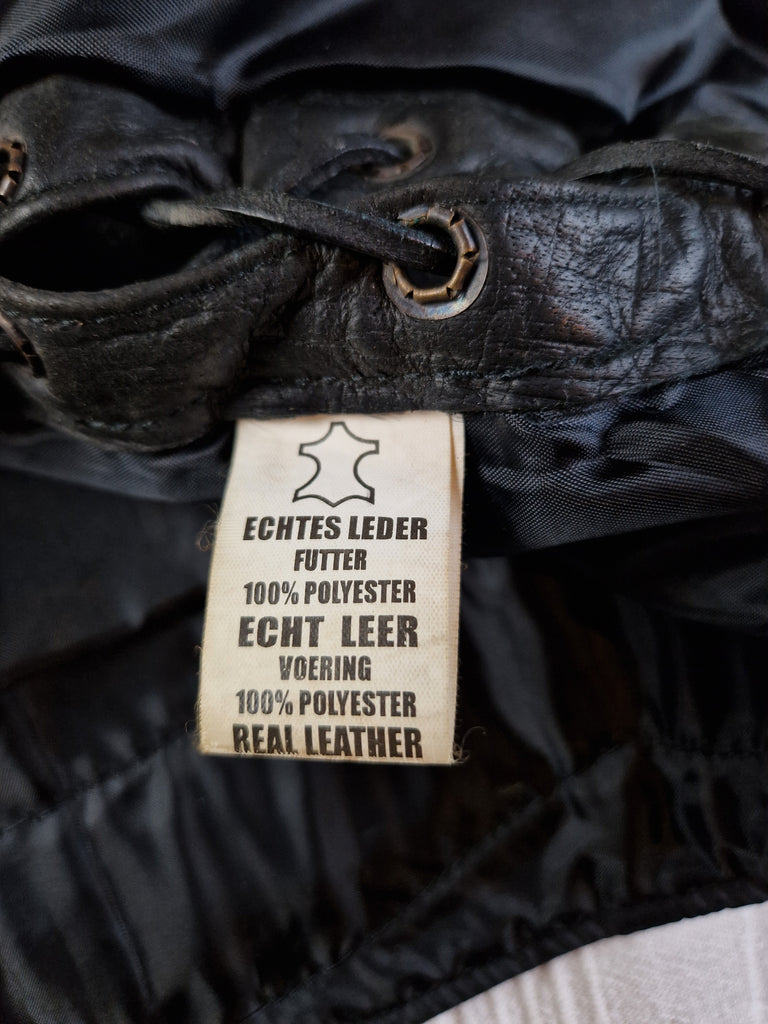 ECHTES LEDER
FUTTER
100% POLYESTER
ECHT LEER
VOERING
100% POLYESTER
REAL LEATHER